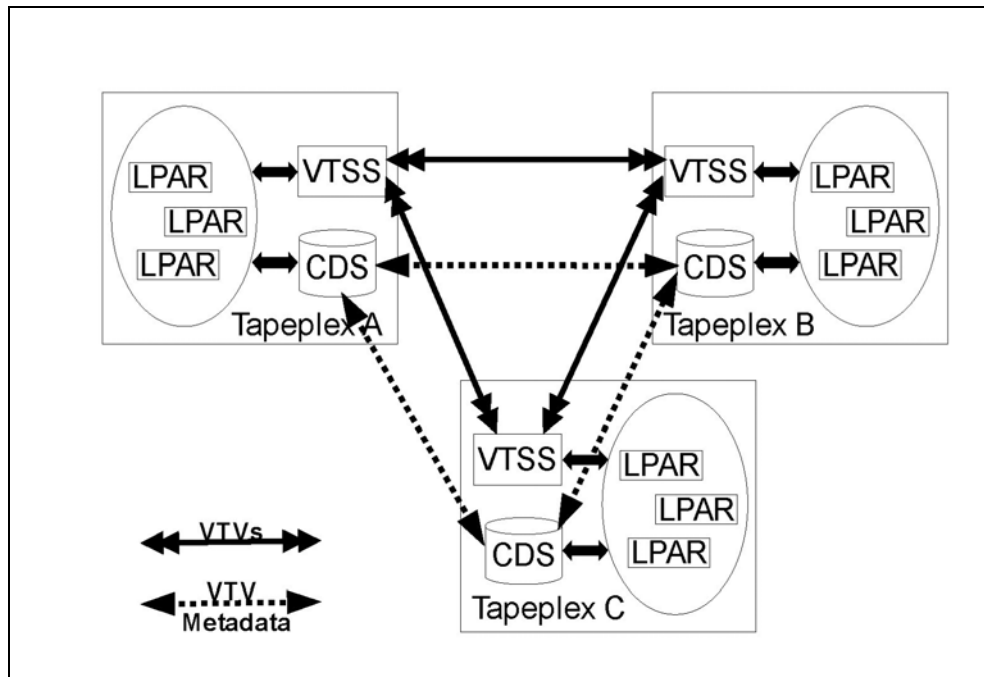 LPAR
LPAR
LPAR
VTSS
CDS
Tapeplex A
VTSS
CDS
LPAR
LPAR
LPAR
Tapeplex B
VTSS
CDS
LPAR
LPAR
LPAR
Tapeplex C
VTVs
VTV
Metadata